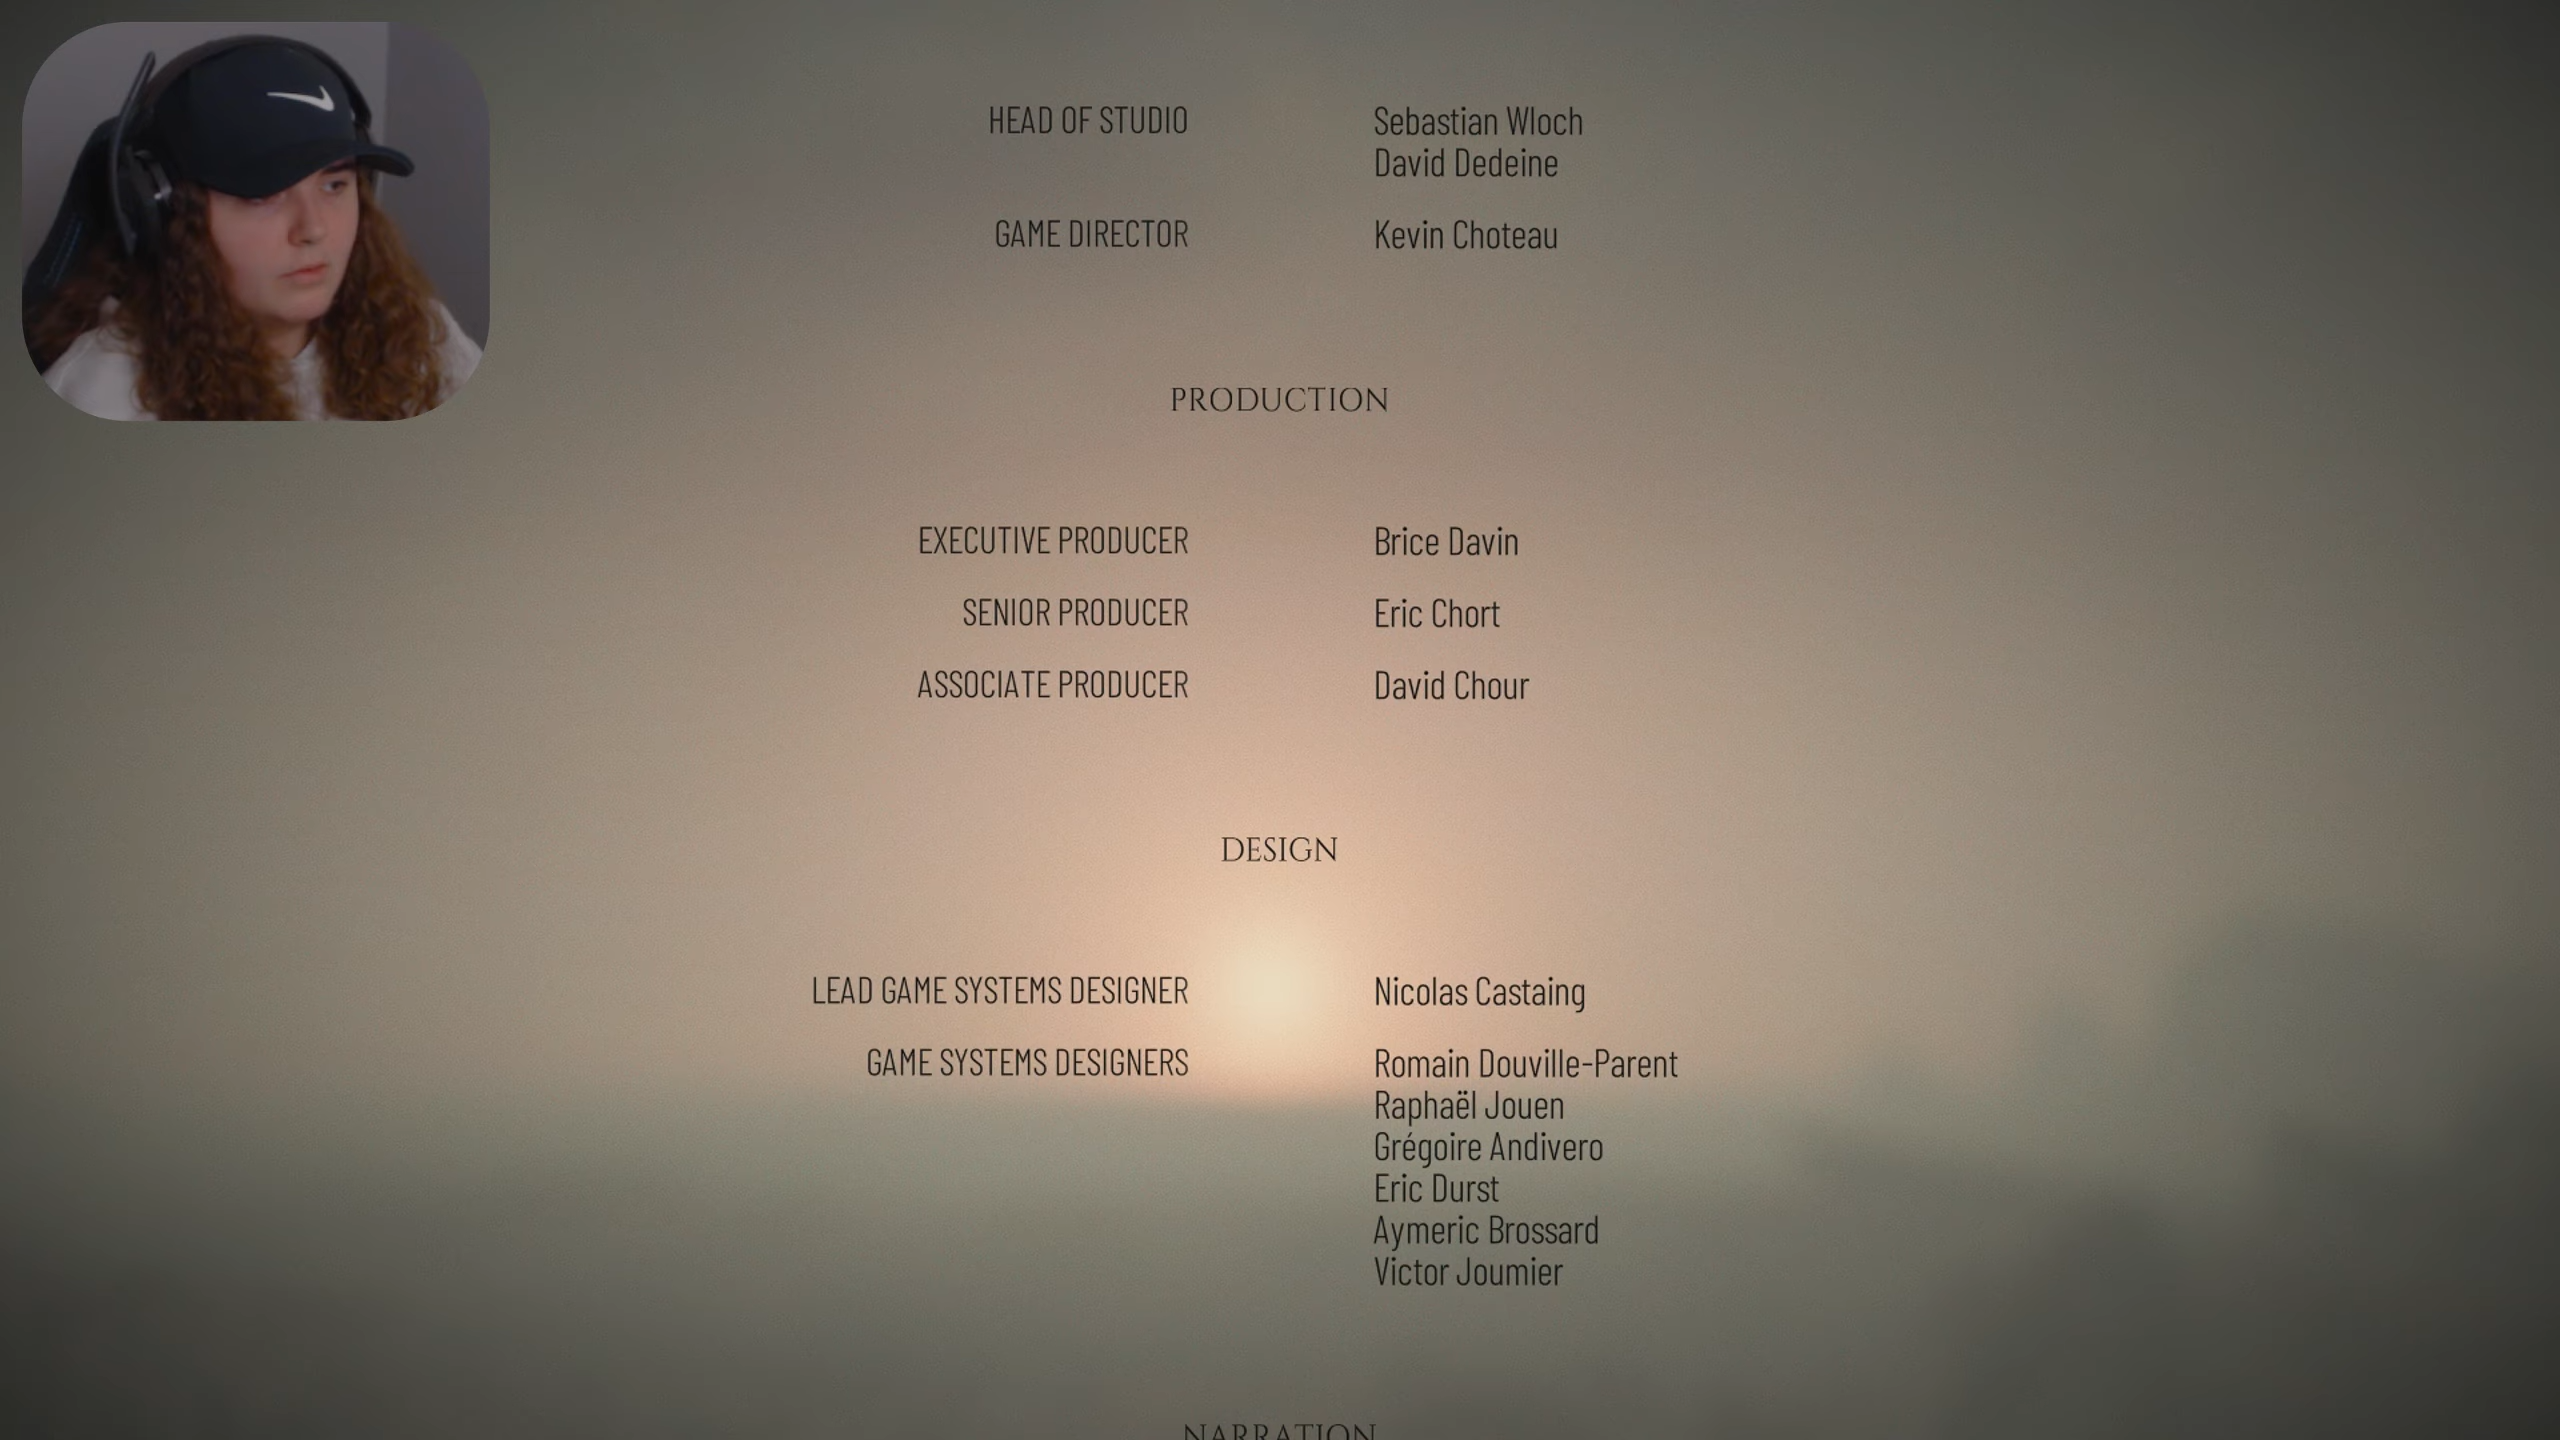 HEAD OF STUDIO Sebastian Wloch
David Dedeine
GAME DIRECTOR Kevin Choteau
PRODUCTION
EXECUTIVE PRODUCER Brice Davin
SENIOR PRODUCER Eric Chort
ASSOCIATE PRODUCER David Chour
DESIGN
LEAD GAME SYSTEMS DESIGNER Nicolas Castaing
GAME SYSTEMS DESIGNERS Romain Douville-Parent
Raphaël Jouen
Grégoire Andivero
Eric Durst
Aymeric Brossard
Victor Joumier
NARRATION